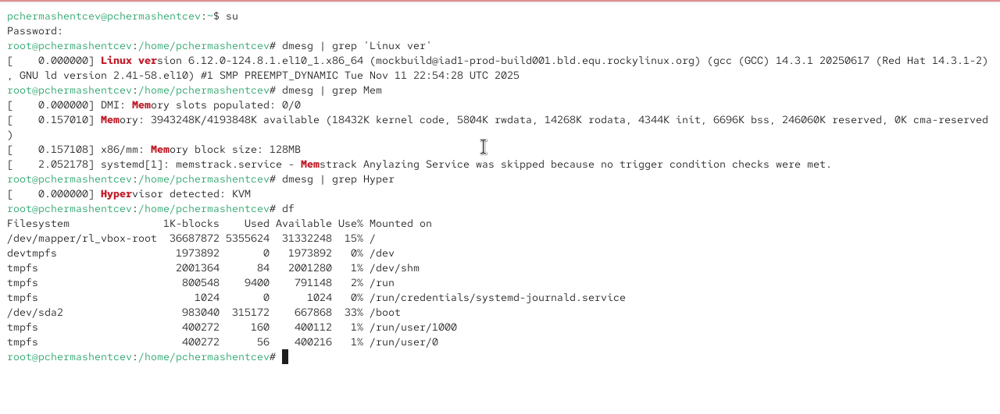 pchermashentcev@pchermashentcev:~$ su
Password:
root@pchermashentcev:/home/pchermashentcev# dmesg | grep 'Linux ver'
[    0.000000] Linux version 6.12.0-124.8.1.el10_1.x86_64 (mockbuild@iad1-prod-build001.bld.equ.rockylinux.org) (gcc (GCC) 14.3.1 20250617 (Red Hat 14.3.1-2)
, GNU ld version 2.41-58.el10) #1 SMP PREEMPT_DYNAMIC Tue Nov 11 22:54:28 UTC 2025
root@pchermashentcev:/home/pchermashentcev# dmesg | grep Mem
[    0.000000] DMI: Memory slots populated: 0/0
[    0.157010] Memory: 3943248K/4193848K available (18432K kernel code, 5804K rwdata, 14268K rodata, 4344K init, 6696K bss, 246060K reserved, 0K cma-reserved
)
[    0.157108] x86/mm: Memory block size: 128MB
[    2.052178] systemd[1]: memstrack.service - Memstrack Anylazing Service was skipped because no trigger condition checks were met.
root@pchermashentcev:/home/pchermashentcev# dmesg | grep Hyper
[    0.000000] Hypervisor detected: KVM
root@pchermashentcev:/home/pchermashentcev# df
Filesystem               1K-blocks    Used Available Use% Mounted on
/dev/mapper/rl_vbox-root  36687872 5355624  31332248  15% /
devtmpfs                   1973892       0   1973892   0% /dev
tmpfs                      2001364      84   2001280   1% /dev/shm
tmpfs                       800548    9400    791148   2% /run
tmpfs                         1024       0      1024   0% /run/credentials/systemd-journald.service
/dev/sda2                   983040  315172    667868  33% /boot
tmpfs                       400272     160    400112   1% /run/user/1000
tmpfs                       400272      56    400216   1% /run/user/0
root@pchermashentcev:/home/pchermashentcev#